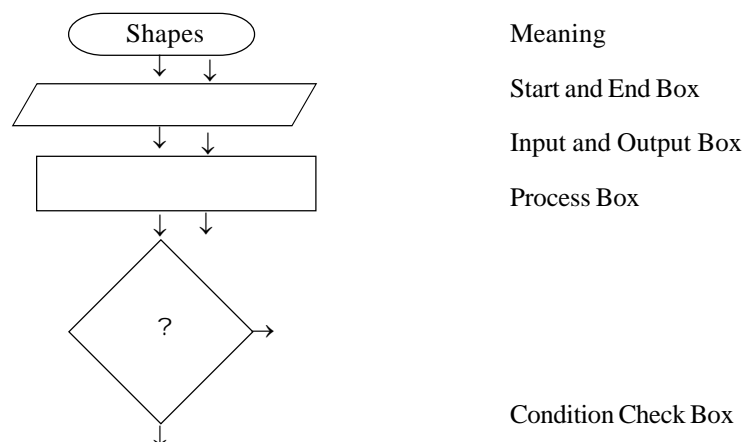 Shapes Meaning
Start and End Box
Input and Output Box
Process Box
?
Condition Check Box